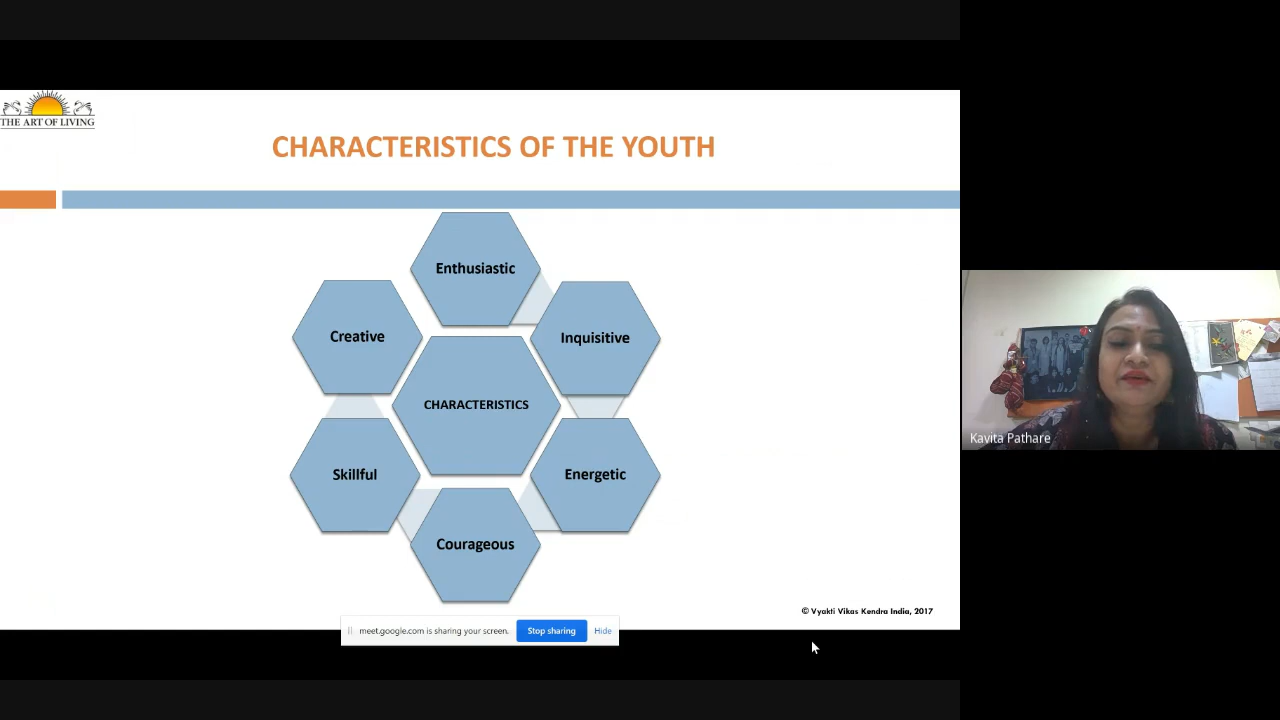 THE ART OF LIVING
CHARACTERISTICS OF THE YOUTH
Enthusiastic
Creative
Inquisitive
CHARACTERISTICS
Skillful
Energetic
Courageous
Kavita Pathare
© Vyakti Vikas Kendra India, 2017
meet.google.com is sharing your screen.
Stop sharing
Hide